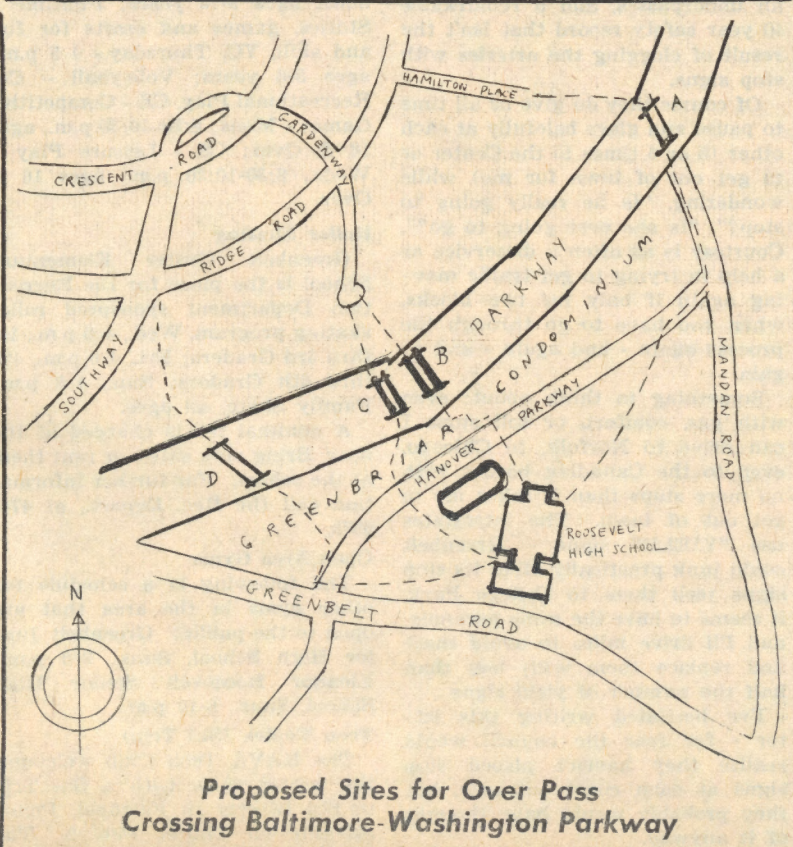 HAMILTON PLACE
A
GARDENWAY
CRESCENT ROAD
RIDGE ROAD
PARKWAY
SOUTHWAY
B
C
GREENBRIAR CONDOMINUM
MANDAN ROAD
HANOVER PARKWAY
D
ROOSEVELT
HIGH SCHOOL
GREENBELT ROAD
N
Proposed Sites for Over Pass
Crossing Baltimore-Washington Parkway